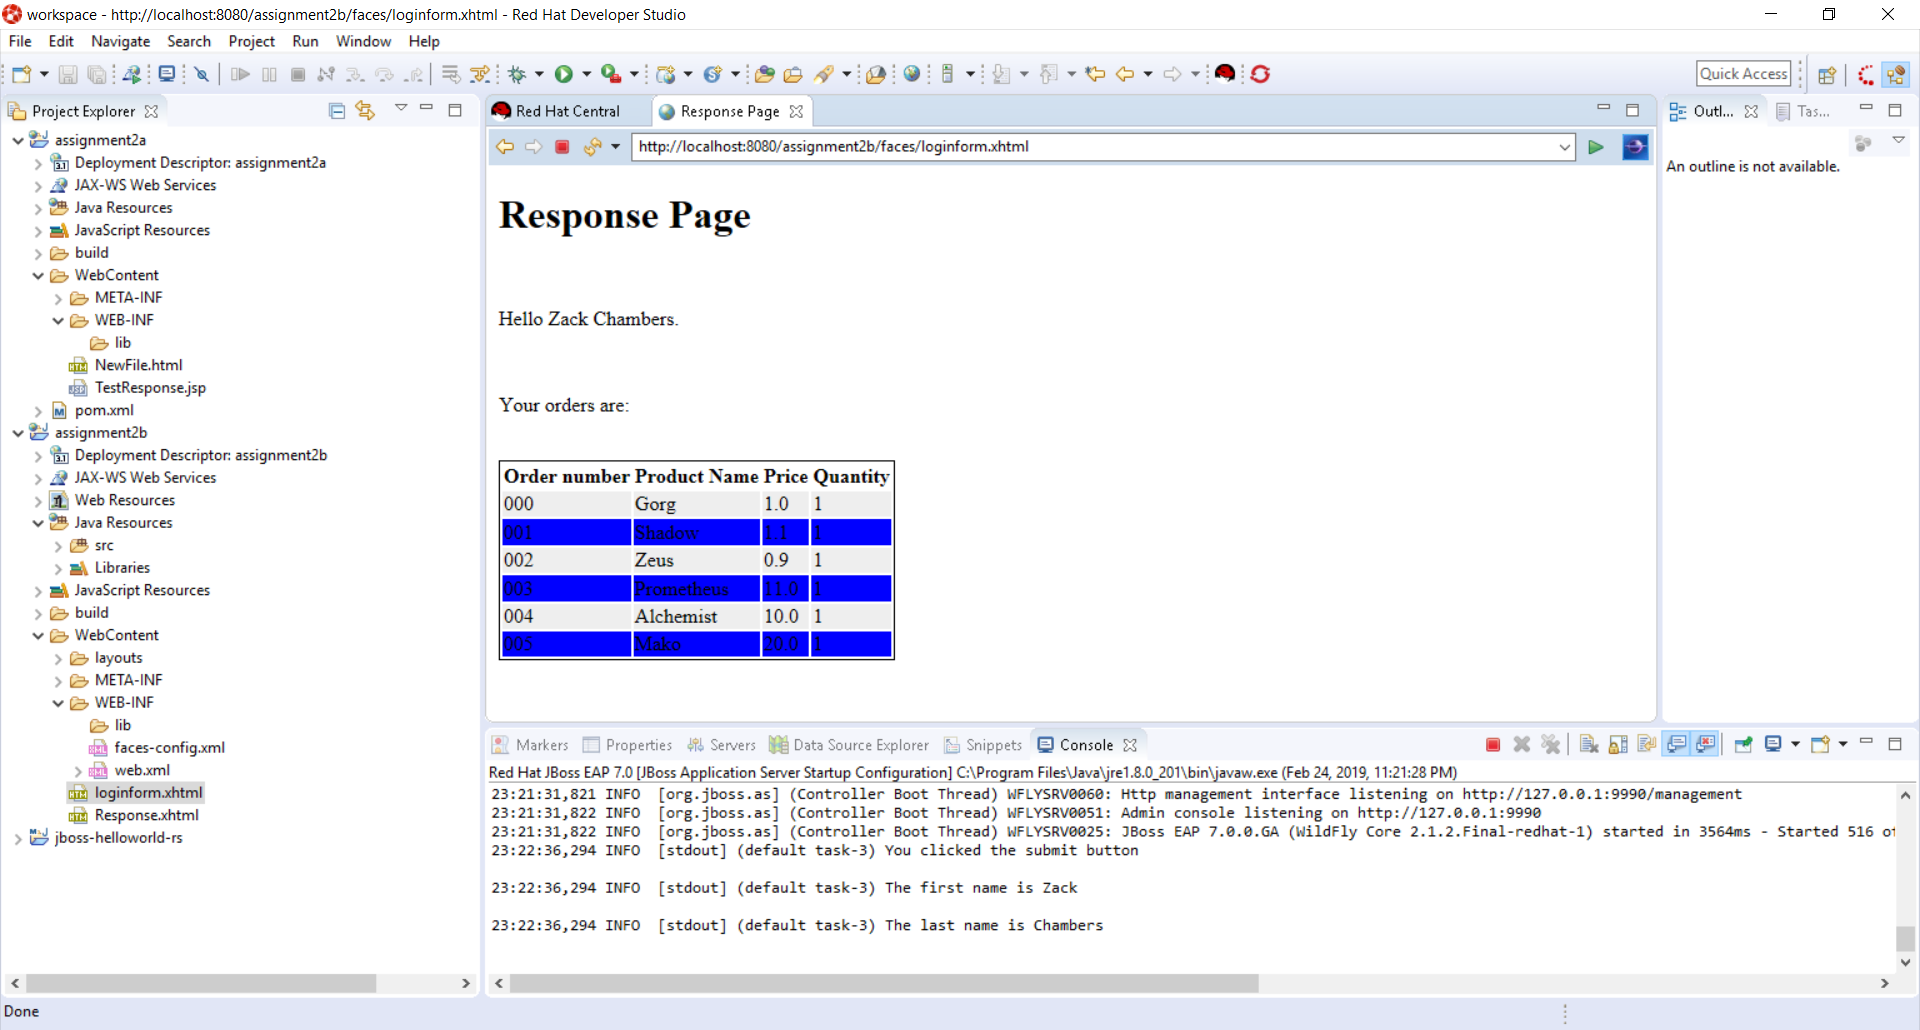 workspace - http://localhost:8080/assignment2b/faces/loginform.xhtml - Red Hat Developer Studio
File Edit Navigate Search Project Run Window Help
Quick Access
Project Explorer
assignment2a
Deployment Descriptor: assignment2a
JAX-WS Web Services
Java Resources
JavaScript Resources
build
WebContent
META-INF
WEB-INF
lib
NewFile.html
TestResponse.jsp
pom.xml
assignment2b
Deployment Descriptor: assignment2b
JAX-WS Web Services
Web Resources
Java Resources
src
Libraries
JavaScript Resources
build
WebContent
layouts
META-INF
WEB-INF
lib
faces-config.xml
web.xml
loginform.xhtml
Response.xhtml
jboss-helloworld-rs
Red Hat Central Response Page
http://localhost:8080/assignment2b/faces/loginform.xhtml
Response Page
Hello Zack Chambers.
Your orders are:
Order number Product Name Price Quantity
000 Gorg 1.0 1
001 Shadow 1.1 1
002 Zeus 0.9 1
003 Prometheus 11.0 1
004 Alchemist 10.0 1
005 Mako 20.0 1
Outl... Tas...
An outline is not available.
Markers Properties Servers Data Source Explorer Snippets Console
Red Hat JBoss EAP 7.0 [JBoss Application Server Startup Configuration] C:\Program Files\Java\jre1.8.0_201\bin\javaw.exe (Feb 24, 2019, 11:21:28 PM)
23:21:31,821 INFO [org.jboss.as] (Controller Boot Thread) WFLYSRV0060: Http management interface listening on http://127.0.0.1:9990/management
23:21:31,822 INFO [org.jboss.as] (Controller Boot Thread) WFLYSRV0051: Admin console listening on http://127.0.0.1:9990
23:21:31,822 INFO [org.jboss.as] (Controller Boot Thread) WFLYSRV0025: JBoss EAP 7.0.0.GA (WildFly Core 2.1.2.Final-redhat-1) started in 3564ms - Started 516 of
23:22:36,294 INFO [stdout] (default task-3) You clicked the submit button
23:22:36,294 INFO [stdout] (default task-3) The first name is Zack
23:22:36,294 INFO [stdout] (default task-3) The last name is Chambers
Done